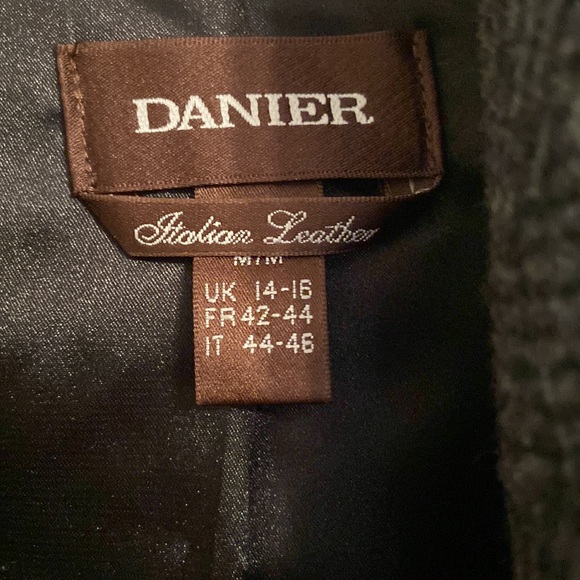 DANIER
Italian Leather
M/M
UK 14-16
FR 42-44
IT 44-46